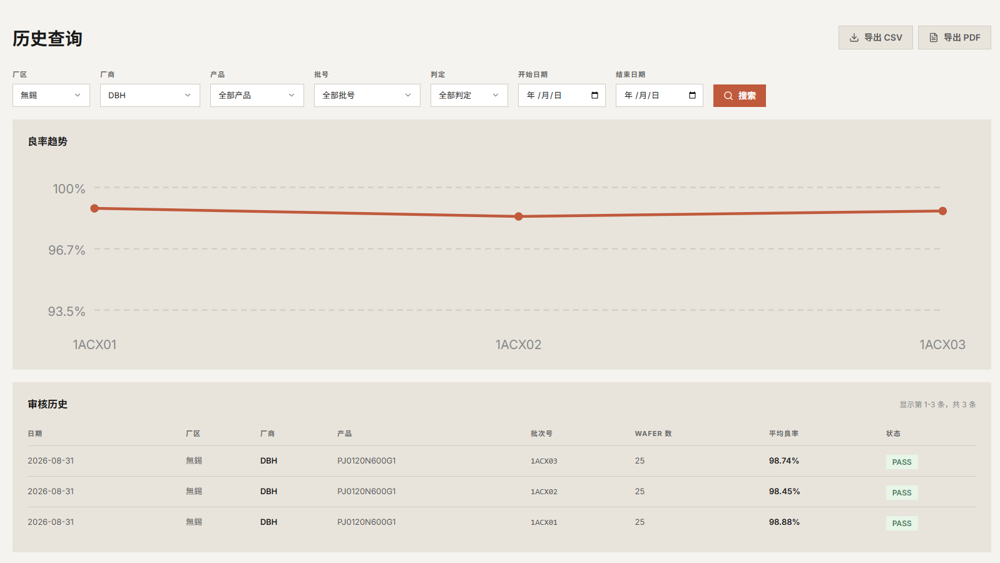 历史查询
导出 CSV
导出 PDF
厂区 厂商 产品 批号 判定 开始日期 结束日期
無錫 DBH 全部产品 全部批号 全部判定 年 /月/日 年 /月/日 搜索
良率趋势
100%
96.7%
93.5%
1ACX01 1ACX02 1ACX03
审核历史
显示第 1-3 条，共 3 条
日期 厂区 厂商 产品 批次号 WAFER 数 平均良率 状态
2026-08-31 無錫 DBH PJ0120N600G1 1ACX03 25 98.74% PASS
2026-08-31 無錫 DBH PJ0120N600G1 1ACX02 25 98.45% PASS
2026-08-31 無錫 DBH PJ0120N600G1 1ACX01 25 98.88% PASS